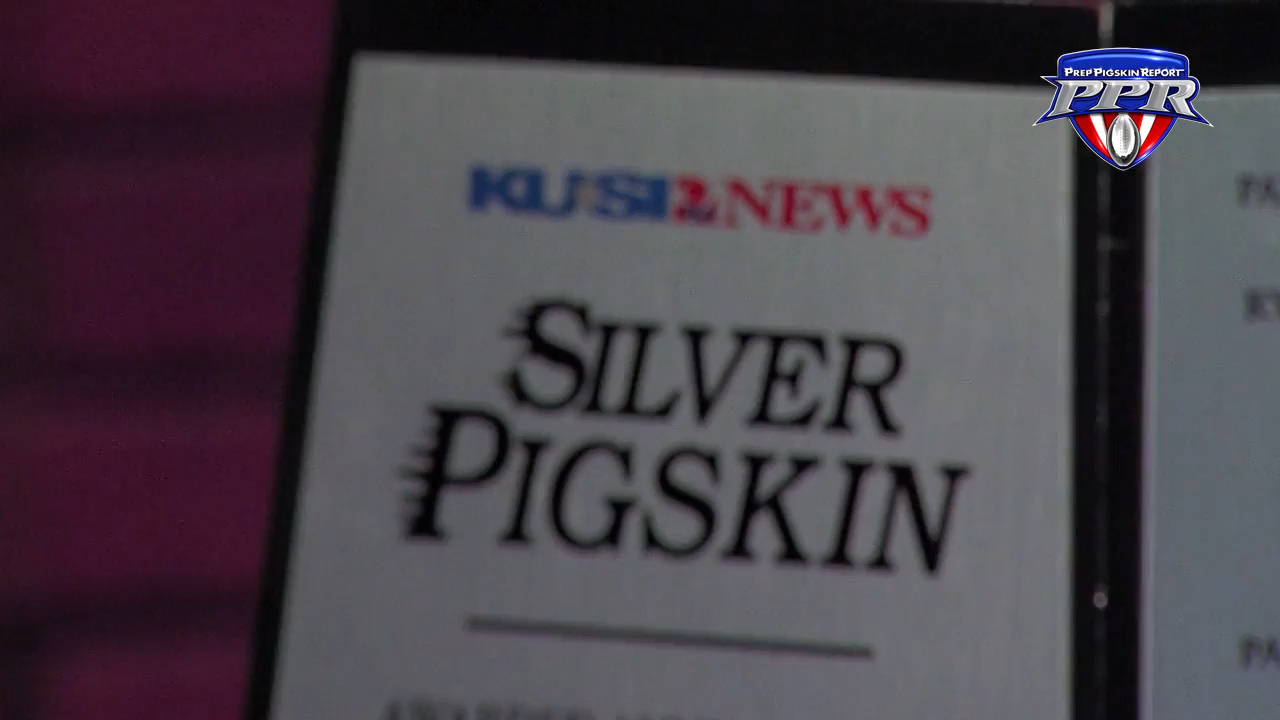 PREP PIGSKIN REPORT
PPR
KUSI NEWS
SILVER
PIGSKIN